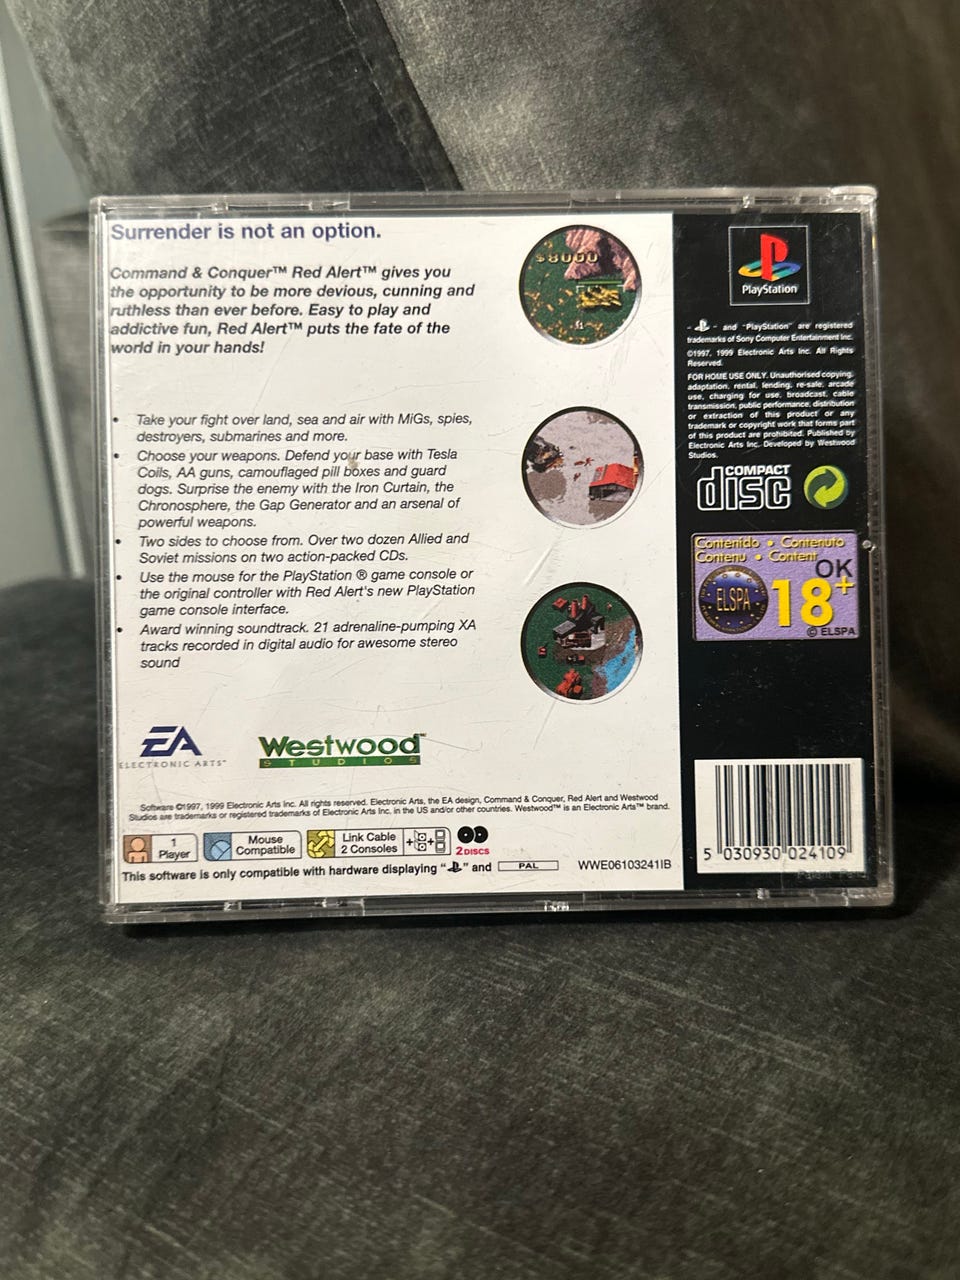 Surrender is not an option.
Command & Conquer™ Red Alert™ gives you
the opportunity to be more devious, cunning and
ruthless than ever before. Easy to play and
addictive fun, Red Alert™ puts the fate of the
world in your hands!
• Take your fight over land, sea and air with MiGs, spies,
destroyers, submarines and more.
• Choose your weapons. Defend your base with Tesla
Coils, AA guns, camouflaged pill boxes and guard
dogs. Surprise the enemy with the Iron Curtain, the
Chronosphere, the Gap Generator and an arsenal of
powerful weapons.
• Two sides to choose from. Over two dozen Allied and
Soviet missions on two action-packed CDs.
• Use the mouse for the PlayStation ® game console or
the original controller with Red Alert's new PlayStation
game console interface.
• Award winning soundtrack. 21 adrenaline-pumping XA
tracks recorded in digital audio for awesome stereo
sound
$8000
EA
ELECTRONIC ARTS™
Westwood™
STUDIOS
Software ©1997, 1999 Electronic Arts Inc. All rights reserved. Electronic Arts, the EA design, Command & Conquer, Red Alert and Westwood
Studios are trademarks or registered trademarks of Electronic Arts Inc. in the US and/or other countries. Westwood™ is an Electronic Arts™ brand.
1
Player
Mouse
Compatible
Link Cable
2 Consoles
2 DISCS
This software is only compatible with hardware displaying " " and PAL
WWE06103241IB
PlayStation
- - and "PlayStation" are registered
trademarks of Sony Computer Entertainment Inc.
©1997, 1999 Electronic Arts Inc. All Rights
Reserved.
FOR HOME USE ONLY. Unauthorised copying,
adaptation, rental, lending, re-sale, arcade
use, charging for use, broadcast, cable
transmission, public performance, distribution
or extraction of this product or any
trademark or copyright work that forms part
of this product are prohibited. Published by
Electronic Arts Inc. Developed by Westwood
Studios.
COMPACT
disc
Contenido • Contenuto
Contenu • Content
OK
ELSPA
18+
© ELSPA
5 030930 024109